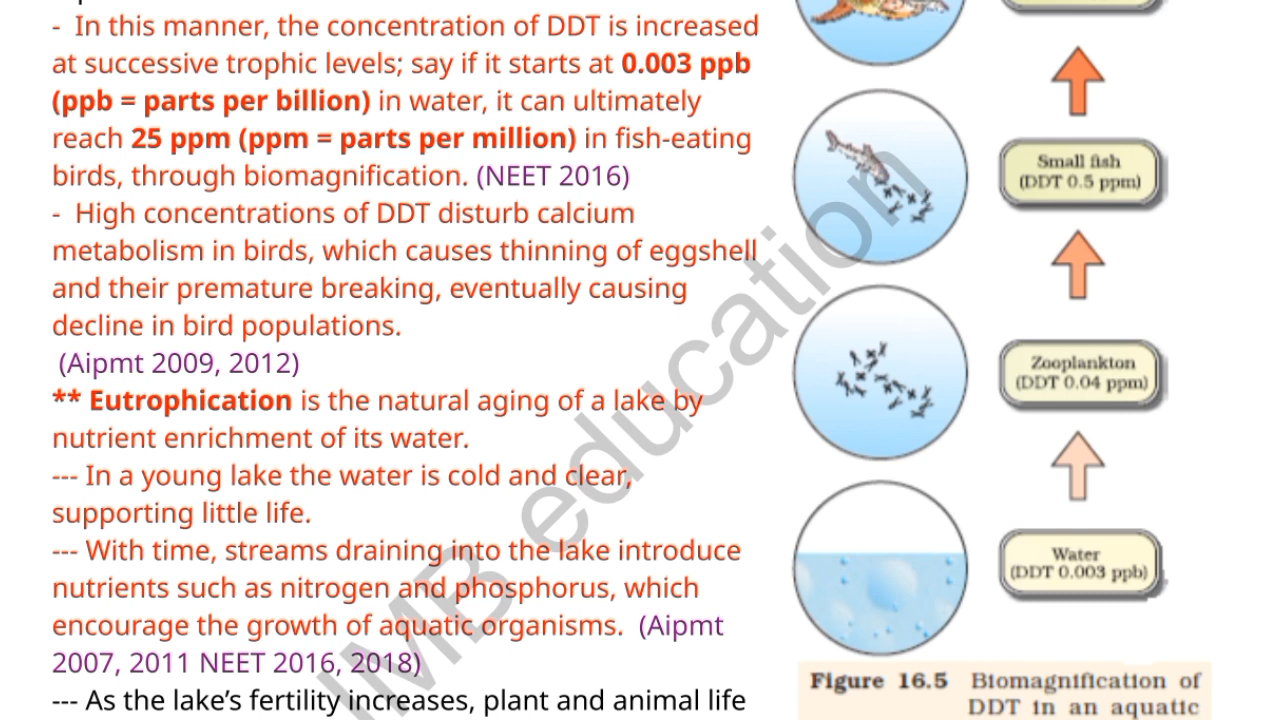 - In this manner, the concentration of DDT is increased
at successive trophic levels; say if it starts at 0.003 ppb
(ppb = parts per billion) in water, it can ultimately
reach 25 ppm (ppm = parts per million) in fish-eating
birds, through biomagnification. (NEET 2016)
- High concentrations of DDT disturb calcium
metabolism in birds, which causes thinning of eggshell
and their premature breaking, eventually causing
decline in bird populations.
(Aipmt 2009, 2012)
** Eutrophication is the natural aging of a lake by
nutrient enrichment of its water.
--- In a young lake the water is cold and clear,
supporting little life.
--- With time, streams draining into the lake introduce
nutrients such as nitrogen and phosphorus, which
encourage the growth of aquatic organisms. (Aipmt
2007, 2011 NEET 2016, 2018)
--- As the lake’s fertility increases, plant and animal life
Small fish
(DDT 0.5 ppm)
Zooplankton
(DDT 0.04 ppm)
Water
(DDT 0.003 ppb)
Figure 16.5 Biomagnification of
DDT in an aquatic
IMB education